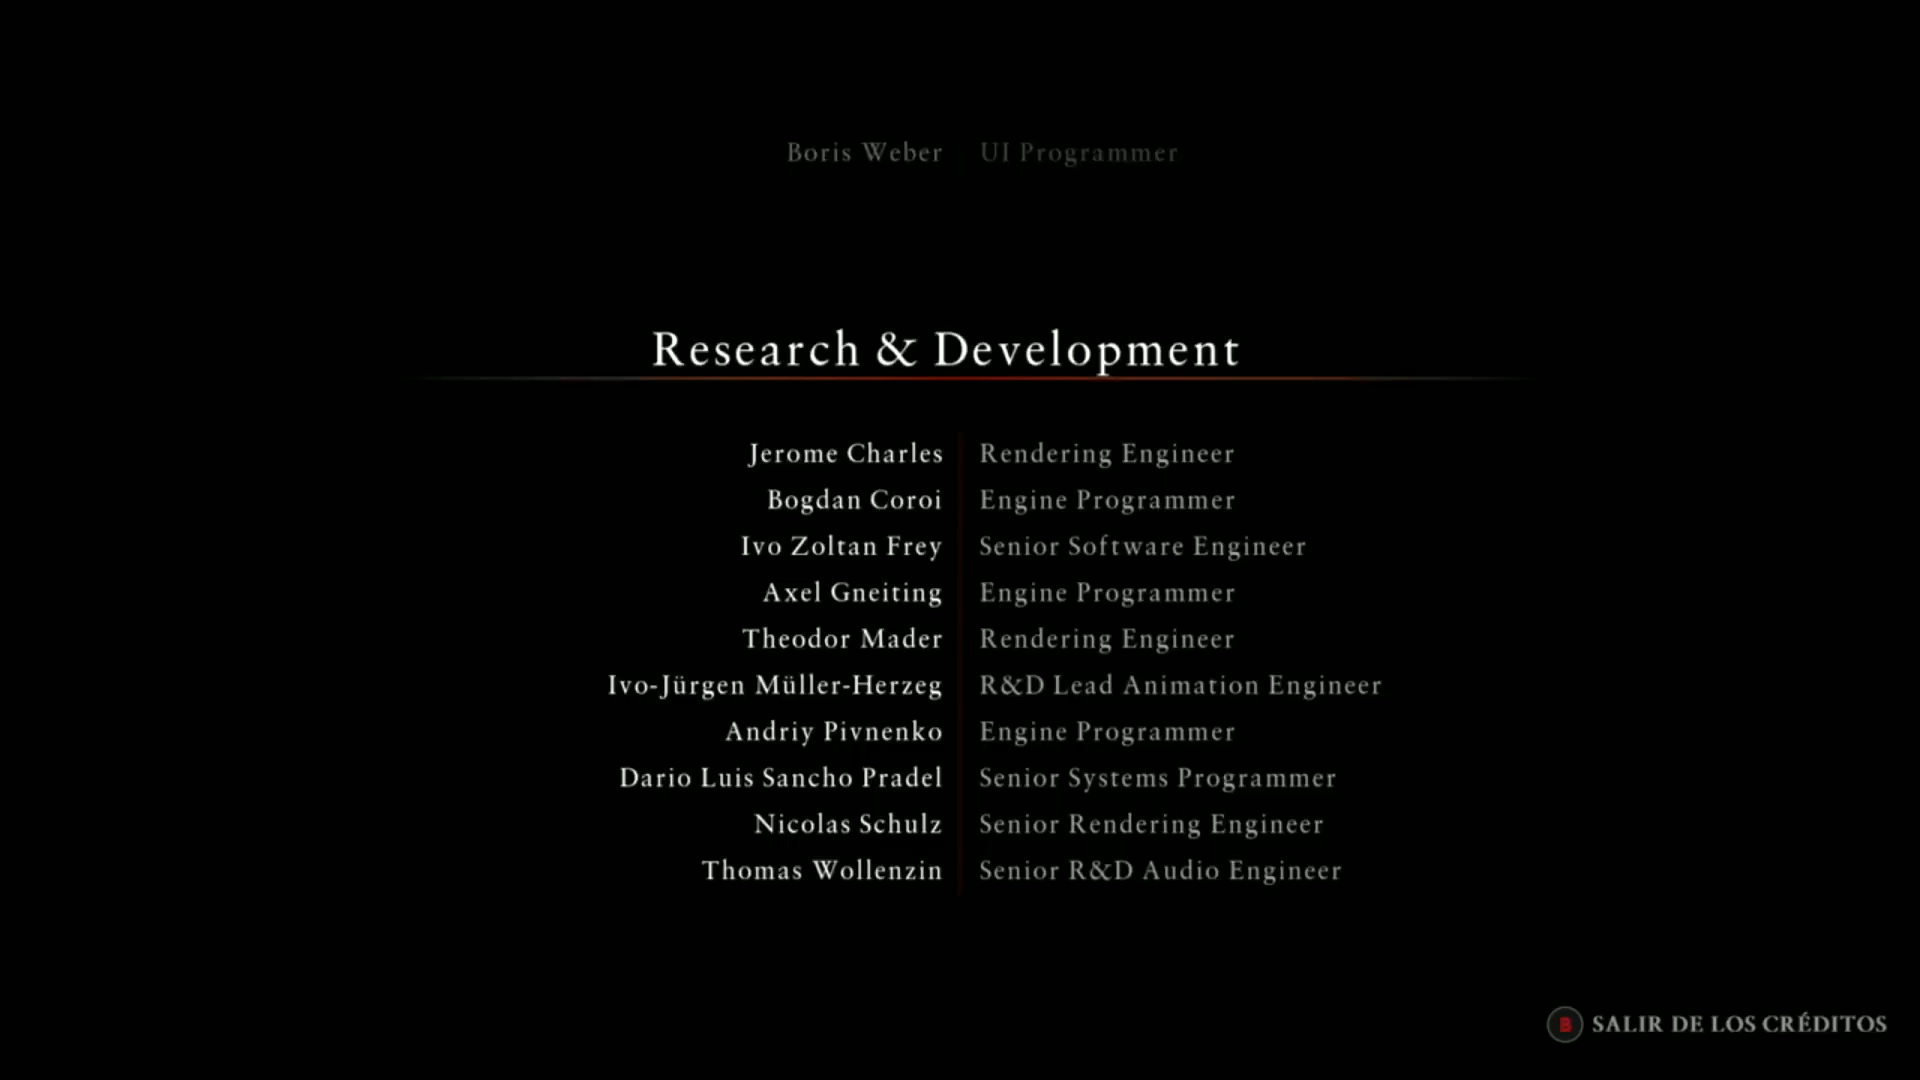 Boris Weber UI Programmer
Research & Development
Jerome Charles Rendering Engineer
Bogdan Coroi Engine Programmer
Ivo Zoltan Frey Senior Software Engineer
Axel Gneiting Engine Programmer
Theodor Mader Rendering Engineer
Ivo-Jürgen Müller-Herzeg R&D Lead Animation Engineer
Andriy Pivnenko Engine Programmer
Dario Luis Sancho Pradel Senior Systems Programmer
Nicolas Schulz Senior Rendering Engineer
Thomas Wollenzin Senior R&D Audio Engineer
B SALIR DE LOS CRÉDITOS